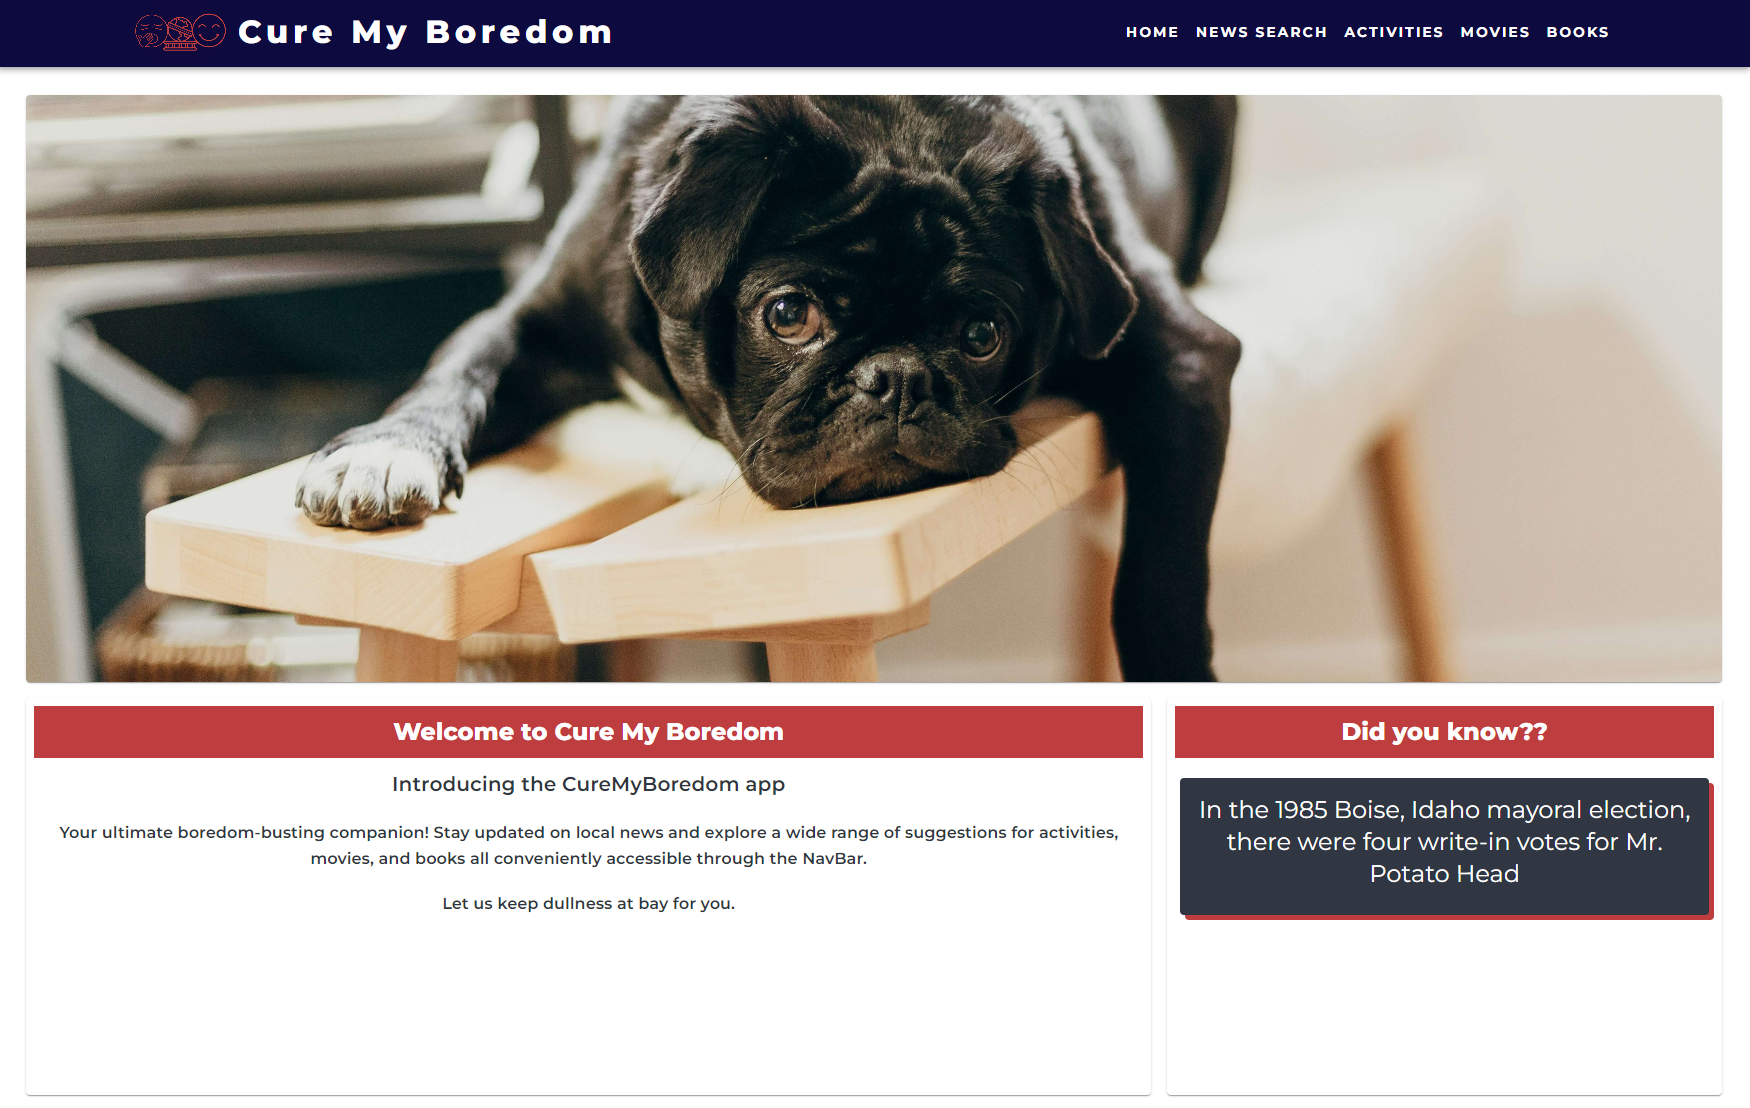 Cure My Boredom
HOME NEWS SEARCH ACTIVITIES MOVIES BOOKS
Welcome to Cure My Boredom
Introducing the CureMyBoredom app
Your ultimate boredom-busting companion! Stay updated on local news and explore a wide range of suggestions for activities,
movies, and books all conveniently accessible through the NavBar.
Let us keep dullness at bay for you.
Did you know??
In the 1985 Boise, Idaho mayoral election,
there were four write-in votes for Mr.
Potato Head